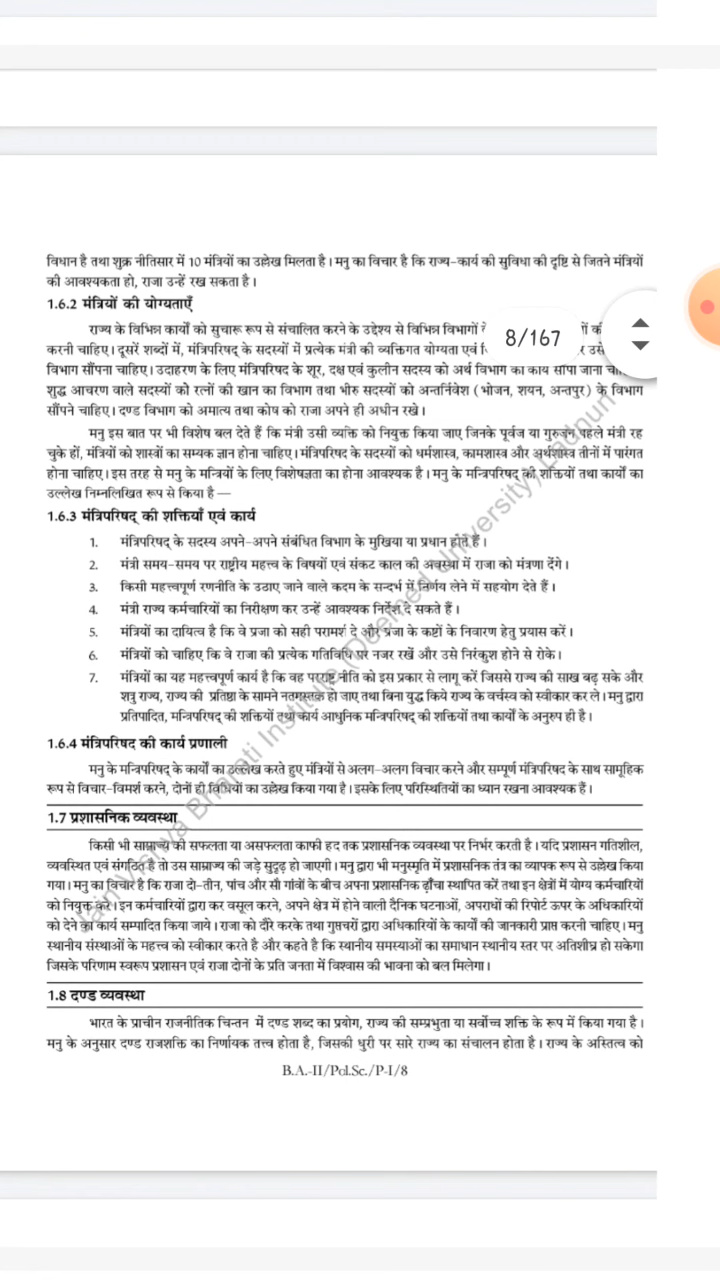 विधान है तथा शुक्र नीतिसार में 10 मंत्रियों का उल्लेख मिलता है। मनु का विचार है कि राज्य-कार्य की सुविधा की दृष्टि से जितने मंत्रियों
की आवश्यकता हो, राजा उन्हें रख सकता है।
1.6.2 मंत्रियों की योग्यताएँ
राज्य के विभिन्न कार्यों को सुचारू रूप से संचालित करने के उद्देश्य से विभिन्न विभागों
8/167
करनी चाहिए। दूसरें शब्दों में, मंत्रिपरिषद के सदस्यों में प्रत्येक मंत्री की व्यक्तिगत योग्यता एवं
विभाग सौंपना चाहिए। उदाहरण के लिए मंत्रिपरिषद के शूर, दक्ष एवं कुलीन सदस्य को अर्थ विभाग का काय सांपा जाना
शुद्ध आचरण वाले सदस्यों को रत्नों की खान का विभाग तथा भीरु सदस्यों को अन्तर्निवेश (भोजन, शयन, अन्तपुर) के विभाग
सौंपने चाहिए। दण्ड विभाग को अमात्य तथा कोष को राजा अपने ही अधीन रखे।
मनु इस बात पर भी विशेष बल देते हैं कि मंत्री उसी व्यक्ति को नियुक्त किया जाए जिनके पूर्वज या गुरुजन पहले मंत्री रह
चुके हों, मंत्रियों को शास्त्रों का सम्यक ज्ञान होना चाहिए। मंत्रिपरिषद के सदस्यों को धर्मशास्त्र, कामशास्त्र और अर्थशास्त्र तीनों में पारंगत
होना चाहिए। इस तरह से मनु के मन्त्रियों के लिए विशेषज्ञता का होना आवश्यक है। मनु के मन्त्रिपरिषद् की शक्तियों तथा कार्यों का
उल्लेख निम्नलिखित रूप से किया है —
1.6.3 मंत्रिपरिषद् की शक्तियाँ एवं कार्य
1. मंत्रिपरिषद् के सदस्य अपने-अपने संबंधित विभाग के मुखिया या प्रधान होते हैं।
2. मंत्री समय-समय पर राष्ट्रीय महत्त्व के विषयों एवं संकट काल की अवस्था में राजा को मंत्रणा देंगे।
3. किसी महत्त्वपूर्ण रणनीति के उठाए जाने वाले कदम के सन्दर्भ में निर्णय लेने में सहयोग देते हैं।
4. मंत्री राज्य कर्मचारियों का निरीक्षण कर उन्हें आवश्यक निर्देश दे सकते हैं।
5. मंत्रियों का दायित्व है कि वे प्रजा को सही परामर्श दे और प्रजा के कष्टों के निवारण हेतु प्रयास करें।
6. मंत्रियों को चाहिए कि वे राजा की प्रत्येक गतिविधि पर नजर रखें और उसे निरंकुश होने से रोके।
7. मंत्रियों का यह महत्त्वपूर्ण कार्य है कि वह परराष्ट्र नीति को इस प्रकार से लागू करें जिससे राज्य की साख बढ़ सके और
शत्रु राज्य, राज्य की प्रतिष्ठा के सामने नतमस्तक हो जाए तथा बिना युद्ध किये राज्य के वर्चस्व को स्वीकार कर ले। मनु द्वारा
प्रतिपादित, मन्त्रिपरिषद् की शक्तियों तथा कार्य आधुनिक मन्त्रिपरिषद् की शक्तियों तथा कार्यों के अनुरुप ही है।
1.6.4 मंत्रिपरिषद की कार्य प्रणाली
मनु के मन्त्रिपरिषद के कार्यों का उल्लेख करते हुए मंत्रियों से अलग-अलग विचार करने और सम्पूर्ण मंत्रिपरिषद के साथ सामूहिक
रूप से विचार-विमर्श करने, दोनों ही विधियों का उल्लेख किया गया है। इसके लिए परिस्थितियों का ध्यान रखना आवश्यक हैं।
1.7 प्रशासनिक व्यवस्था
किसी भी साम्राज्य की सफलता या असफलता काफी हद तक प्रशासनिक व्यवस्था पर निर्भर करती है। यदि प्रशासन गतिशील,
व्यवस्थित एवं संगठित है तो उस साम्राज्य की जड़े सुदृढ़ हो जाएगी। मनु द्वारा भी मनुस्मृति में प्रशासनिक तंत्र का व्यापक रूप से उल्लेख किया
गया। मनु का विचार है कि राजा दो-तीन, पांच और सौ गांवों के बीच अपना प्रशासनिक ढ़ाँचा स्थापित करें तथा इन क्षेत्रों में योग्य कर्मचारियों
को नियुक्त करे। इन कर्मचारियों द्वारा कर वसूल करने, अपने क्षेत्र में होने वाली दैनिक घटनाओं, अपराधों की रिपोर्ट ऊपर के अधिकारियों
को देने का कार्य सम्पादित किया जाये। राजा को दौरे करके तथा गुप्तचरों द्वारा अधिकारियों के कार्यों की जानकारी प्राप्त करनी चाहिए। मनु
स्थानीय संस्थाओं के महत्त्व को स्वीकार करते है और कहते है कि स्थानीय समस्याओं का समाधान स्थानीय स्तर पर अतिशीघ्र हो सकेगा
जिसके परिणाम स्वरूप प्रशासन एवं राजा दोनों के प्रति जनता में विश्वास की भावना को बल मिलेगा।
1.8 दण्ड व्यवस्था
भारत के प्राचीन राजनीतिक चिन्तन में दण्ड शब्द का प्रयोग, राज्य की सम्प्रभुता या सर्वोच्च शक्ति के रूप में किया गया है।
मनु के अनुसार दण्ड राजशक्ति का निर्णायक तत्त्व होता है, जिसकी धुरी पर सारे राज्य का संचालन होता है। राज्य के अस्तित्व को
B.A.-II/Pol.Sc./P-I/8
Jain Vishva Bharati Institute (Deemed University), Ladnun